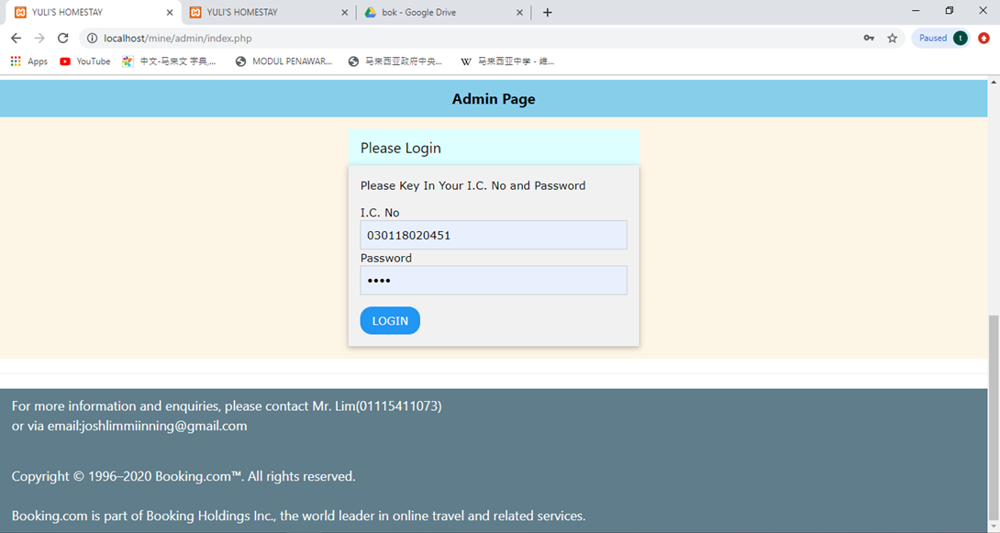 YULI'S HOMESTAY
YULI'S HOMESTAY
bok - Google Drive
localhost/mine/admin/index.php
Paused t
Apps
YouTube
中文-马来文 字典,...
MODUL PENAWAR...
马来西亚政府中央...
W 马来西亚中学 - 维...
Admin Page
Please Login
Please Key In Your I.C. No and Password
I.C. No
030118020451
Password
••••
LOGIN
For more information and enquiries, please contact Mr. Lim(01115411073)
or via email:joshlimmiinning@gmail.com
Copyright © 1996–2020 Booking.com™. All rights reserved.
Booking.com is part of Booking Holdings Inc., the world leader in online travel and related services.